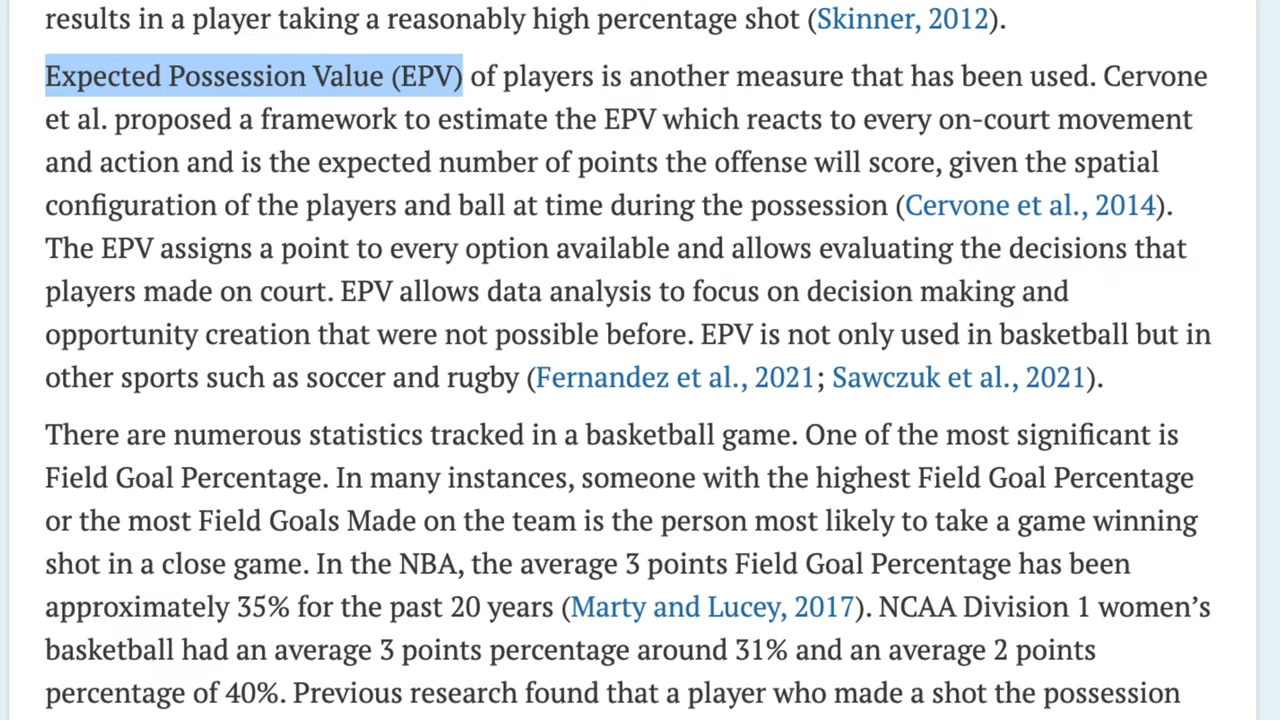 results in a player taking a reasonably high percentage shot (Skinner, 2012).
Expected Possession Value (EPV) of players is another measure that has been used. Cervone
et al. proposed a framework to estimate the EPV which reacts to every on-court movement
and action and is the expected number of points the offense will score, given the spatial
configuration of the players and ball at time during the possession (Cervone et al., 2014).
The EPV assigns a point to every option available and allows evaluating the decisions that
players made on court. EPV allows data analysis to focus on decision making and
opportunity creation that were not possible before. EPV is not only used in basketball but in
other sports such as soccer and rugby (Fernandez et al., 2021; Sawczuk et al., 2021).
There are numerous statistics tracked in a basketball game. One of the most significant is
Field Goal Percentage. In many instances, someone with the highest Field Goal Percentage
or the most Field Goals Made on the team is the person most likely to take a game winning
shot in a close game. In the NBA, the average 3 points Field Goal Percentage has been
approximately 35% for the past 20 years (Marty and Lucey, 2017). NCAA Division 1 women’s
basketball had an average 3 points percentage around 31% and an average 2 points
percentage of 40%. Previous research found that a player who made a shot the possession